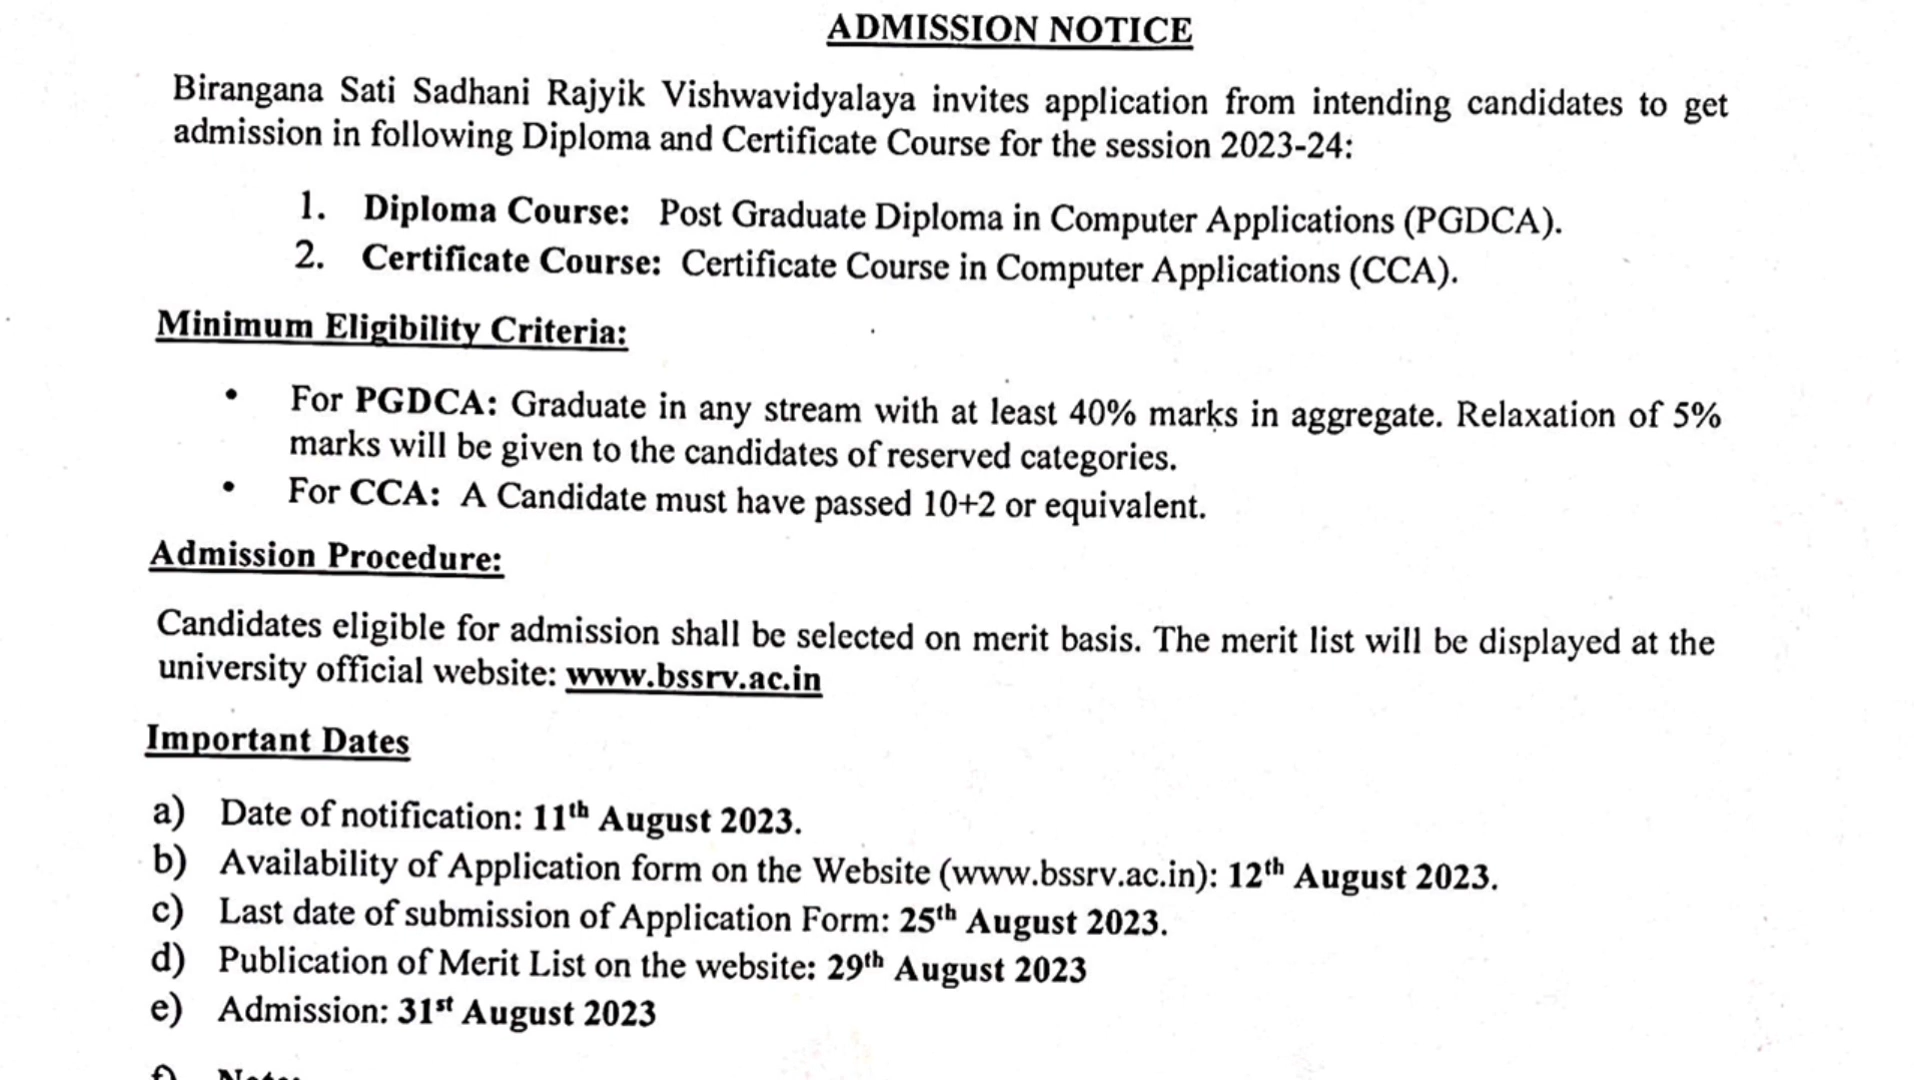 ADMISSION NOTICE
Birangana Sati Sadhani Rajyik Vishwavidyalaya invites application from intending candidates to get
admission in following Diploma and Certificate Course for the session 2023-24:
1. Diploma Course: Post Graduate Diploma in Computer Applications (PGDCA).
2. Certificate Course: Certificate Course in Computer Applications (CCA).
Minimum Eligibility Criteria:
• For PGDCA: Graduate in any stream with at least 40% marks in aggregate. Relaxation of 5%
marks will be given to the candidates of reserved categories.
• For CCA: A Candidate must have passed 10+2 or equivalent.
Admission Procedure:
Candidates eligible for admission shall be selected on merit basis. The merit list will be displayed at the
university official website: www.bssrv.ac.in
Important Dates
a) Date of notification: 11th August 2023.
b) Availability of Application form on the Website (www.bssrv.ac.in): 12th August 2023.
c) Last date of submission of Application Form: 25th August 2023.
d) Publication of Merit List on the website: 29th August 2023
e) Admission: 31st August 2023
f) Note: